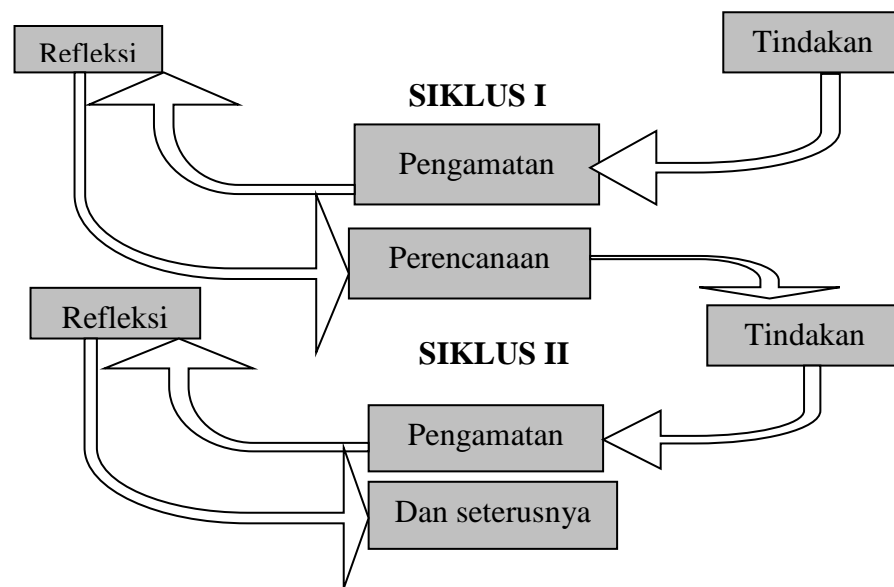 Refleksi
Tindakan
SIKLUS I
Pengamatan
Perencanaan
Refleksi
Tindakan
SIKLUS II
Pengamatan
Dan seterusnya